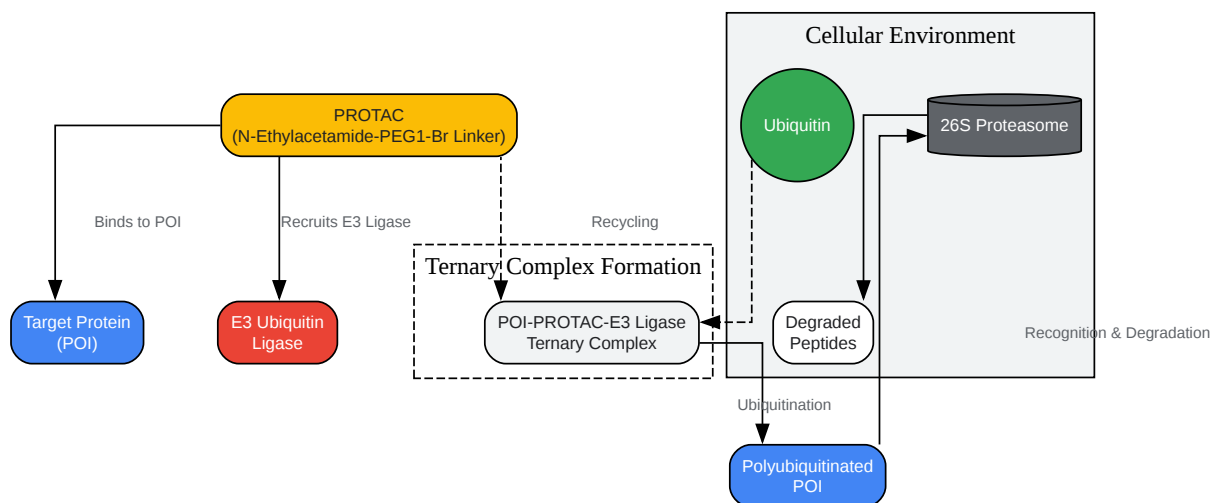 Cellular Environment
PROTAC
(N-Ethylacetamide-PEG1-Br Linker)
Ubiquitin
26S Proteasome
Binds to POI
Recruits E3 Ligase
Recycling
Ternary Complex Formation
Target Protein
(POI)
E3 Ubiquitin
Ligase
POI-PROTAC-E3 Ligase
Ternary Complex
Degraded
Peptides
Recognition & Degradation
Ubiquitination
Polyubiquitinated
POI